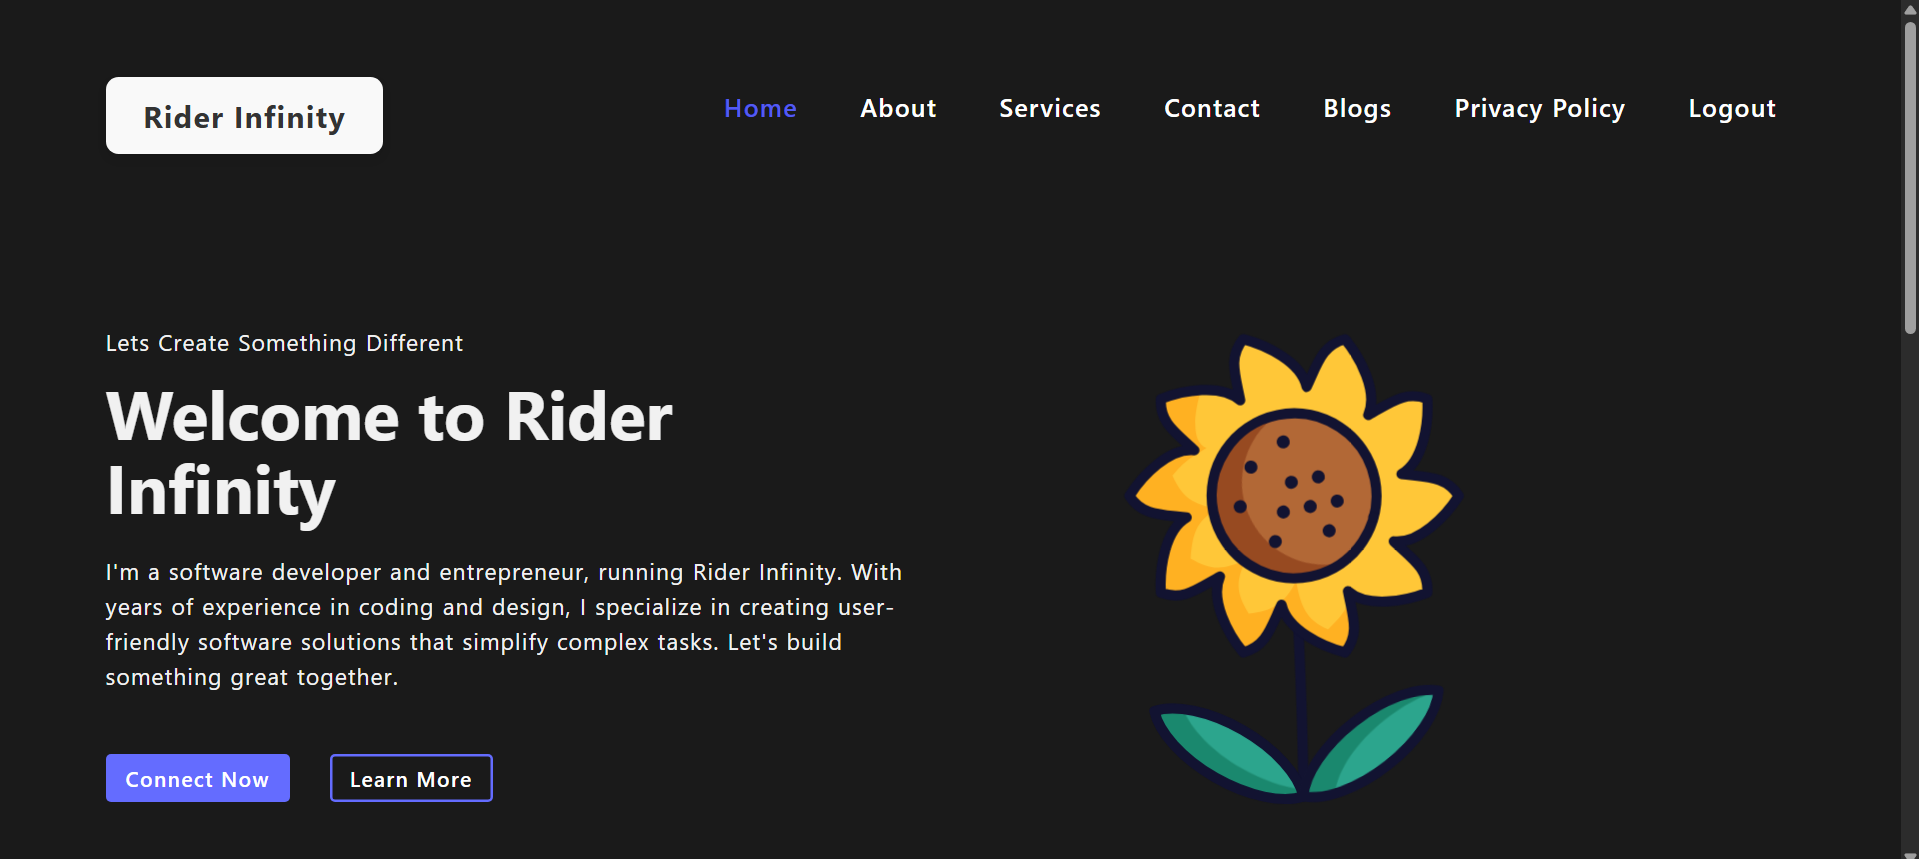 Rider Infinity
Home About Services Contact Blogs Privacy Policy Logout
Lets Create Something Different
Welcome to Rider
Infinity
I'm a software developer and entrepreneur, running Rider Infinity. With
years of experience in coding and design, I specialize in creating user-
friendly software solutions that simplify complex tasks. Let's build
something great together.
Connect Now Learn More